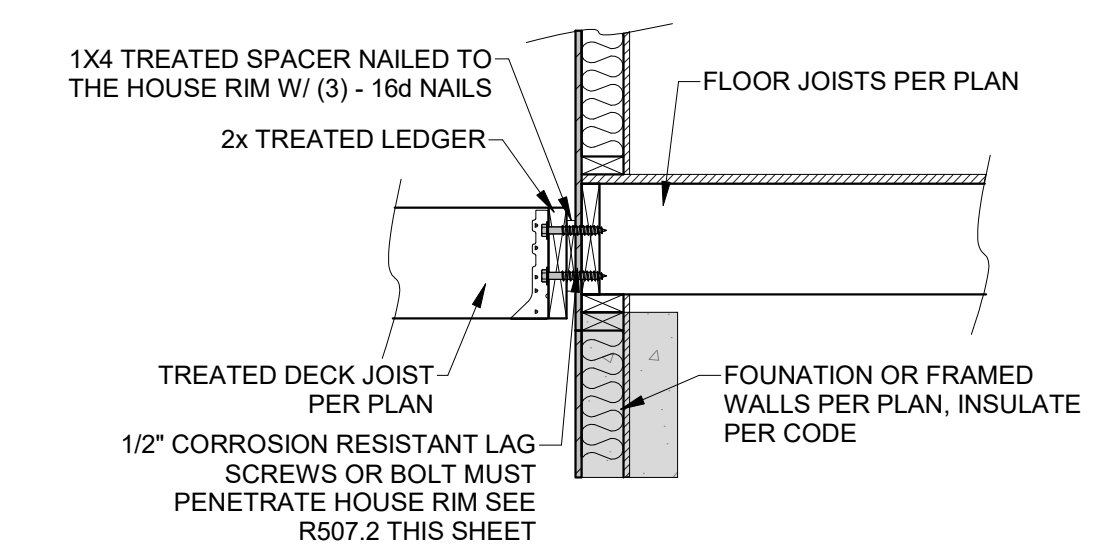 1X4 TREATED SPACER NAILED TO
THE HOUSE RIM W/ (3) - 16d NAILS
2x TREATED LEDGER
FLOOR JOISTS PER PLAN
TREATED DECK JOIST
PER PLAN
1/2" CORROSION RESISTANT LAG
SCREWS OR BOLT MUST
PENETRATE HOUSE RIM SEE
R507.2 THIS SHEET
FOUNATION OR FRAMED
WALLS PER PLAN, INSULATE
PER CODE